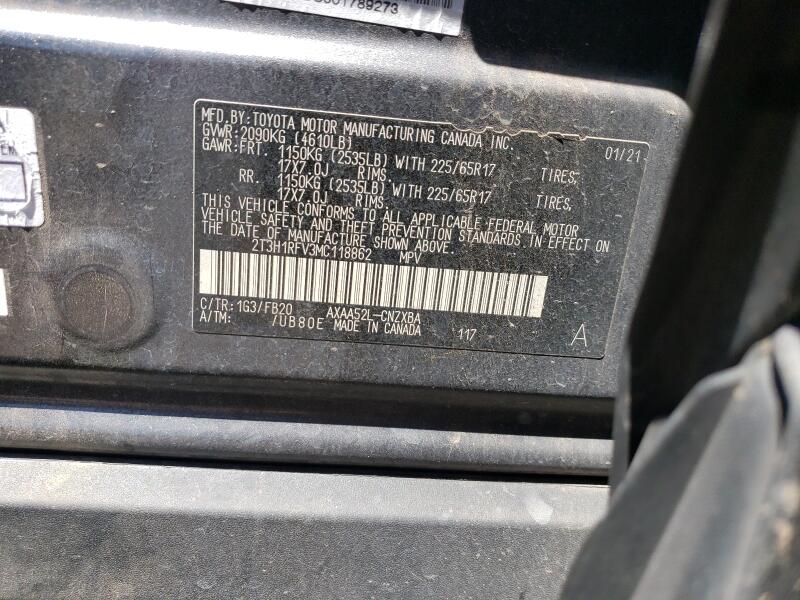 01789273
MFD.BY:TOYOTA MOTOR MANUFACTURING CANADA INC.
GVWR:2090KG (4610LB) 01/21
GAWR:FRT. 1150KG (2535LB) WITH 225/65R17 TIRES,
17X7.0J RIMS.
RR. 1150KG (2535LB) WITH 225/65R17 TIRES,
17X7.0J RIMS.
THIS VEHICLE CONFORMS TO ALL APPLICABLE FEDERAL MOTOR
VEHICLE SAFETY AND THEFT PREVENTION STANDARDS IN EFFECT ON
THE DATE OF MANUFACTURE SHOWN ABOVE.
2T3H1RFV3MC118862 MPV
C/TR:1G3/FB20 AXAA52L-CNZXBA
A/TM: /UB80E MADE IN CANADA 117 A